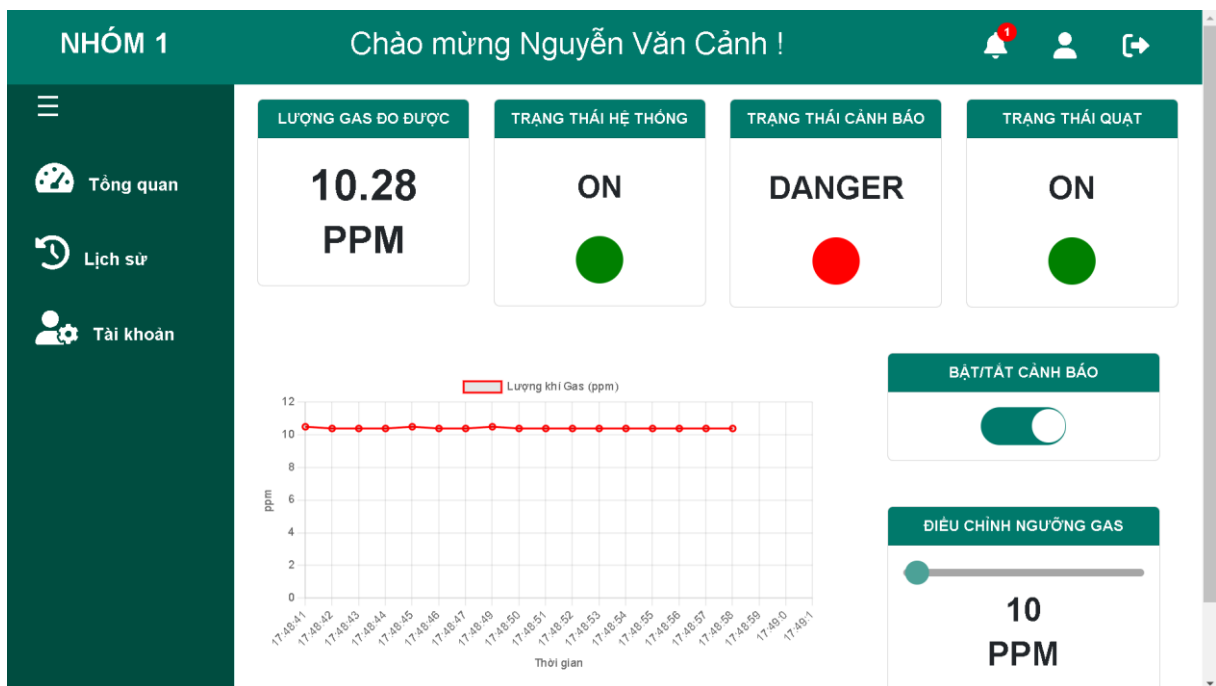 NHÓM 1
Chào mừng Nguyễn Văn Cảnh !
1
Tổng quan
Lịch sử
Tài khoản
LƯỢNG GAS ĐO ĐƯỢC
10.28
PPM
TRẠNG THÁI HỆ THỐNG
ON
TRẠNG THÁI CẢNH BÁO
DANGER
TRẠNG THÁI QUẠT
ON
Lượng khí Gas (ppm)
12
10
8
6
4
2
0
ppm
17:48:41
17:48:42
17:48:43
17:48:44
17:48:45
17:48:46
17:48:47
17:48:49
17:48:50
17:48:51
17:48:52
17:48:53
17:48:54
17:48:55
17:48:56
17:48:57
17:48:58
17:48:59
17:49:0
17:49:1
Thời gian
BẬT/TẮT CẢNH BÁO
ĐIỀU CHỈNH NGƯỠNG GAS
10
PPM